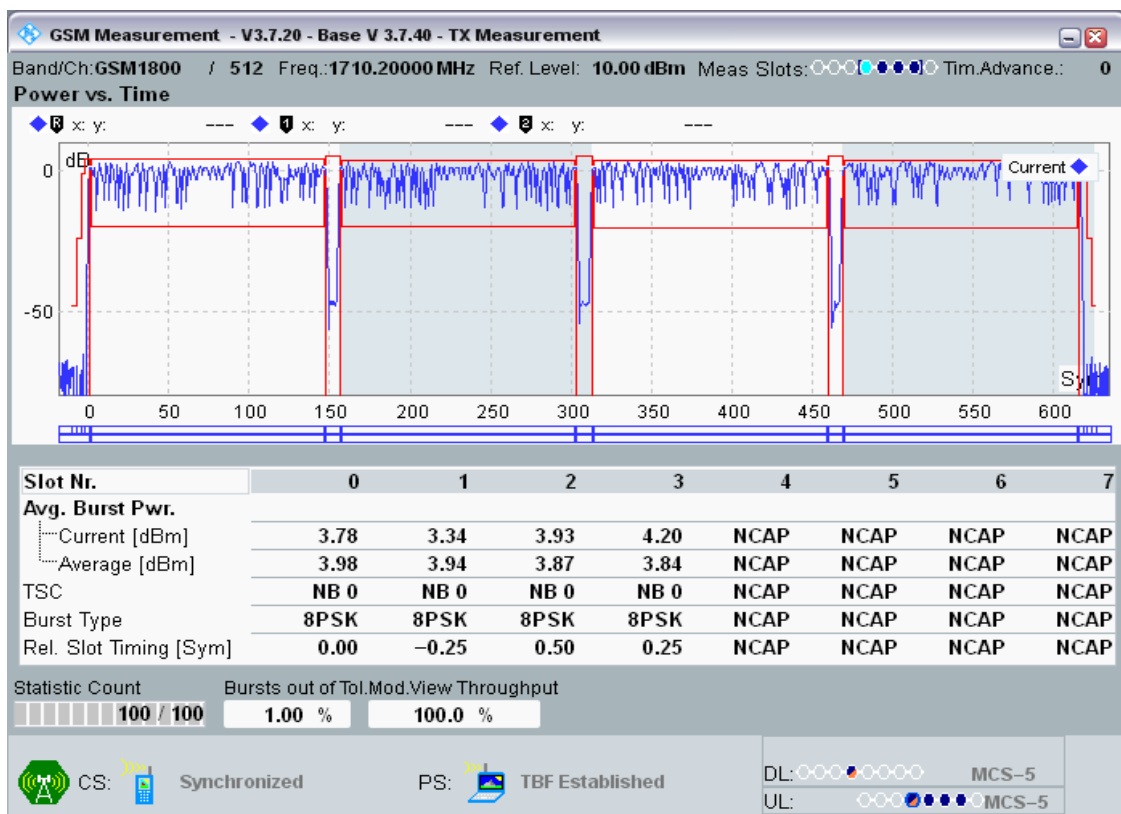 GSM Measurement - V3.7.20 - Base V 3.7.40 - TX Measurement
Band/Ch:GSM1800 / 512 Freq.:1710.20000 MHz Ref. Level: 10.00 dBm Meas Slots: Tim.Advance.: 0
Power vs. Time
R x: y: --- 1 x: y: --- 2 x: y: ---
dB
Current
0
-50
0 50 100 150 200 250 300 350 400 450 500 550 600
Slot Nr. 0 1 2 3 4 5 6 7
Avg. Burst Pwr.
Current [dBm] 3.78 3.34 3.93 4.20 NCAP NCAP NCAP NCAP
Average [dBm] 3.98 3.94 3.87 3.84 NCAP NCAP NCAP NCAP
TSC NB 0 NB 0 NB 0 NB 0 NCAP NCAP NCAP NCAP
Burst Type 8PSK 8PSK 8PSK 8PSK NCAP NCAP NCAP NCAP
Rel. Slot Timing [Sym] 0.00 −0.25 0.50 0.25 NCAP NCAP NCAP NCAP
Statistic Count Bursts out of Tol.Mod.View Throughput
100 / 100 1.00 % 100.0 %
CS: Synchronized PS: TBF Established
DL: MCS−5
UL: MCS−5